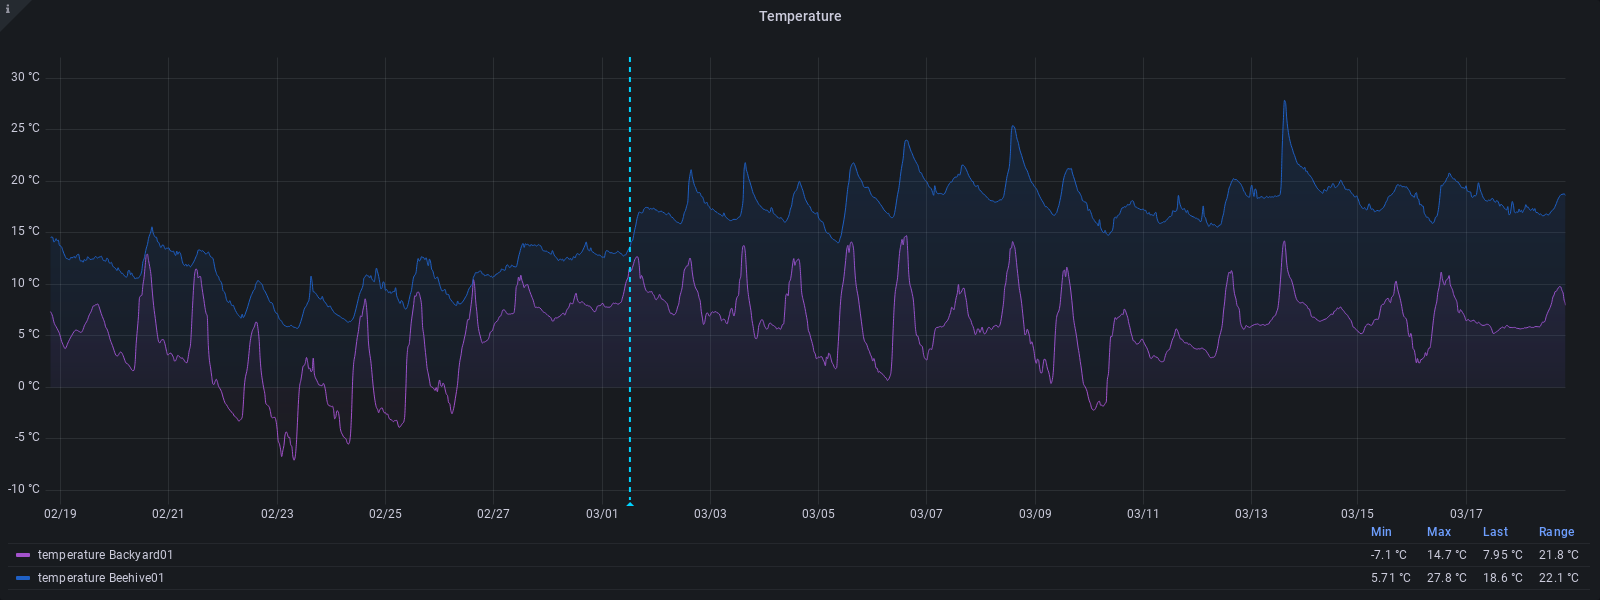 i
Temperature
30 °C
25 °C
20 °C
15 °C
10 °C
5 °C
0 °C
-5 °C
-10 °C
02/19 02/21 02/23 02/25 02/27 03/01 03/03 03/05 03/07 03/09 03/11 03/13 03/15 03/17
Min Max Last Range
temperature Backyard01 -7.1 °C 14.7 °C 7.95 °C 21.8 °C
temperature Beehive01 5.71 °C 27.8 °C 18.6 °C 22.1 °C